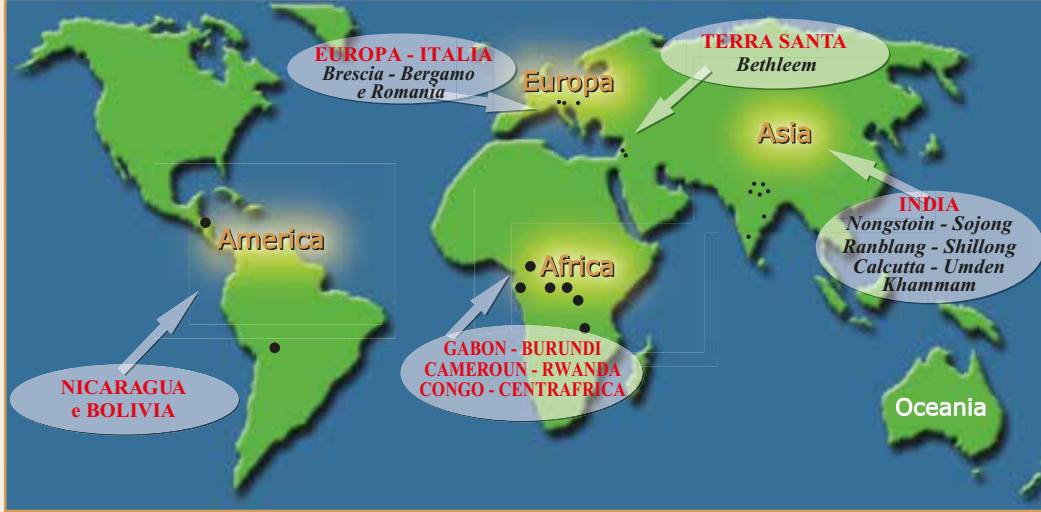 EUROPA - ITALIA
Brescia - Bergamo
e Romania
TERRA SANTA
Bethleem
Europa
Asia
INDIA
Nongstoin - Sojong
Ranblang - Shillong
Calcutta - Umden
Khammam
America
Africa
GABON - BURUNDI
CAMEROUN - RWANDA
CONGO - CENTRAFRICA
NICARAGUA
e BOLIVIA
Oceania